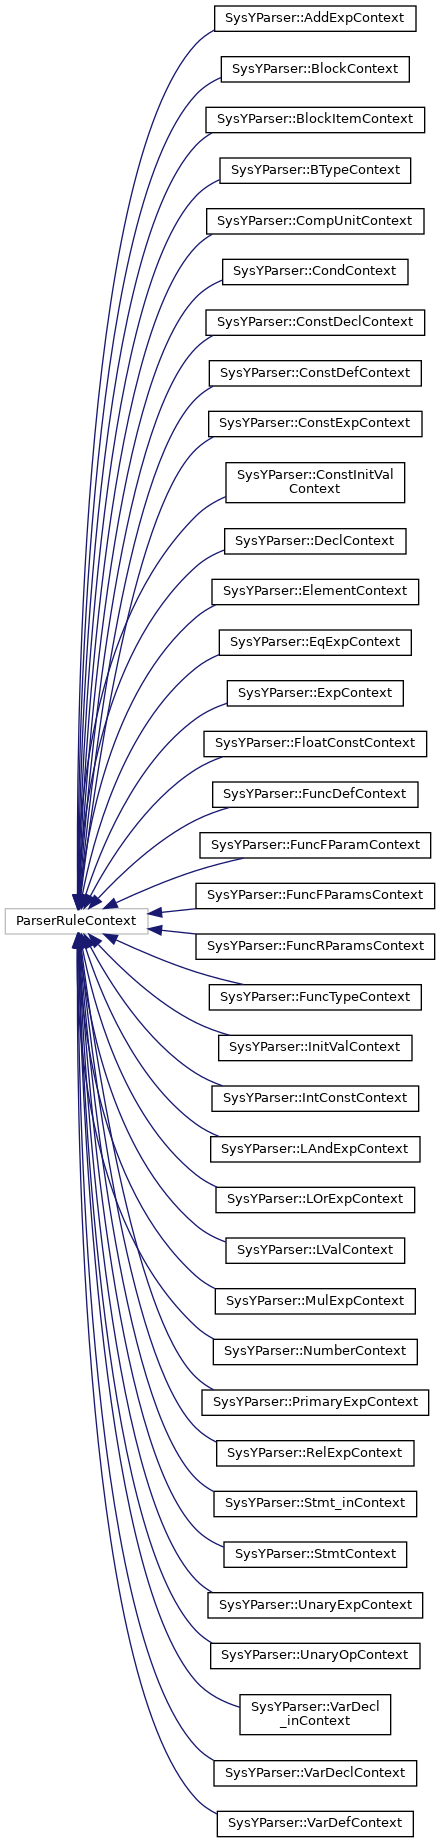 SysYParser::AddExpContext
SysYParser::BlockContext
SysYParser::BlockItemContext
SysYParser::BTypeContext
SysYParser::CompUnitContext
SysYParser::CondContext
SysYParser::ConstDeclContext
SysYParser::ConstDefContext
SysYParser::ConstExpContext
SysYParser::ConstInitVal
Context
SysYParser::DeclContext
SysYParser::ElementContext
SysYParser::EqExpContext
SysYParser::ExpContext
SysYParser::FloatConstContext
SysYParser::FuncDefContext
SysYParser::FuncFParamContext
SysYParser::FuncFParamsContext
ParserRuleContext
SysYParser::FuncRParamsContext
SysYParser::FuncTypeContext
SysYParser::InitValContext
SysYParser::IntConstContext
SysYParser::LAndExpContext
SysYParser::LOrExpContext
SysYParser::LValContext
SysYParser::MulExpContext
SysYParser::NumberContext
SysYParser::PrimaryExpContext
SysYParser::RelExpContext
SysYParser::Stmt_inContext
SysYParser::StmtContext
SysYParser::UnaryExpContext
SysYParser::UnaryOpContext
SysYParser::VarDecl
_inContext
SysYParser::VarDeclContext
SysYParser::VarDefContext